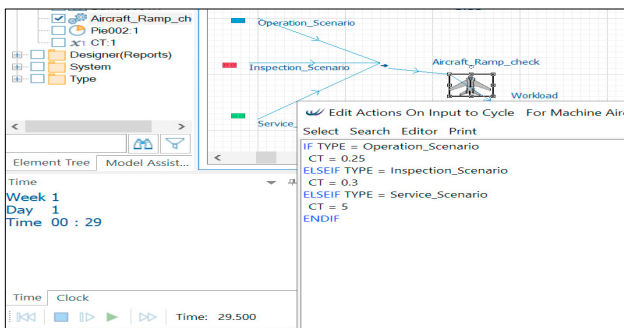 Aircraft_Ramp_ch
Pie002:1
CT:1
Designer(Reports)
System
Type
Element Tree
Model Assist...
Operation_Scenario
Inspection_Scenario
Service_
Aircraft_Ramp_check
Workload
Edit Actions On Input to Cycle For Machine Air
Select Search Editor Print
IF TYPE = Operation_Scenario
CT = 0.25
ELSEIF TYPE = Inspection_Scenario
CT = 0.3
ELSEIF TYPE = Service_Scenario
CT = 5
ENDIF
Time
Week 1
Day 1
Time 00 : 29
Time Clock
Time: 29.500